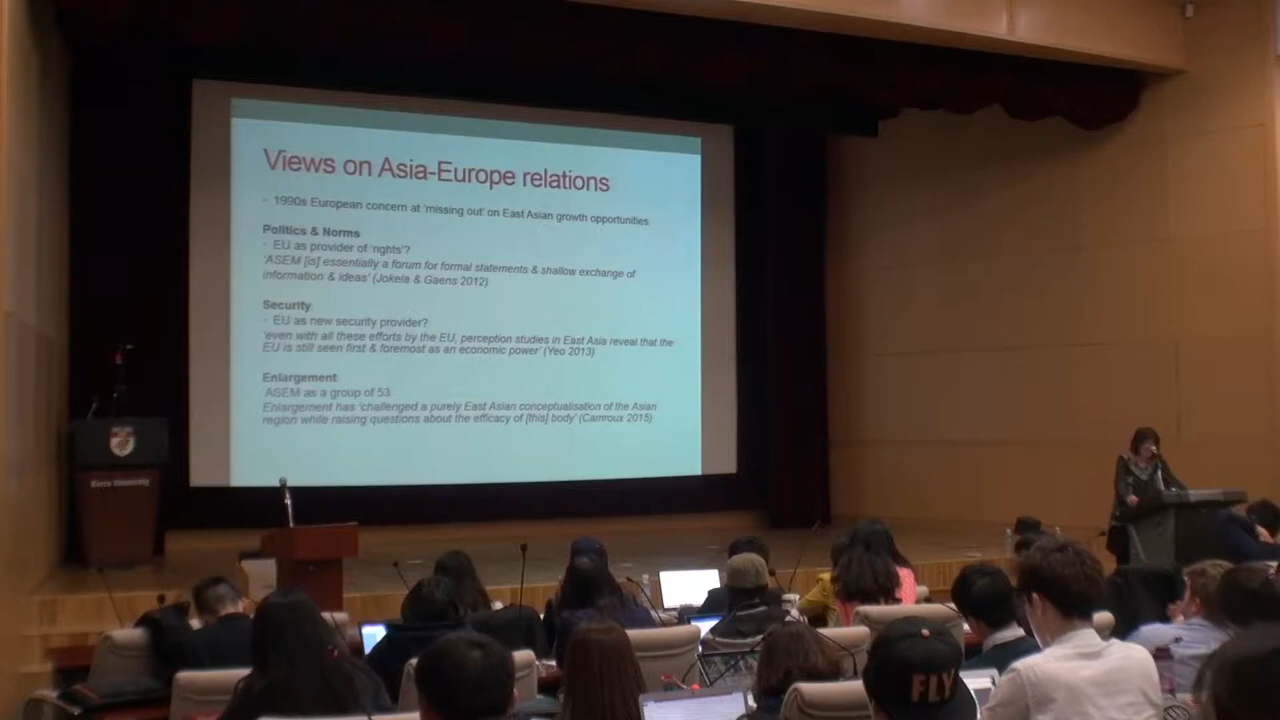 Views on Asia-Europe relations
1990s European concern at 'missing out' on East Asian growth opportunities
Politics & Norms
EU as provider of 'rights'?
'ASEM [is] essentially a forum for formal statements & shallow exchange of
information & ideas' (Jokela & Gaens 2012)
Security
EU as new security provider?
'even with all these efforts by the EU, perception studies in East Asia reveal that the
EU is still seen first & foremost as an economic power' (Yeo 2013)
Enlargement
ASEM as a group of 53
Enlargement has 'challenged a purely East Asian conceptualisation of the Asian
region while raising questions about the efficacy of [this] body' (Camroux 2015)
Korea University
FLY